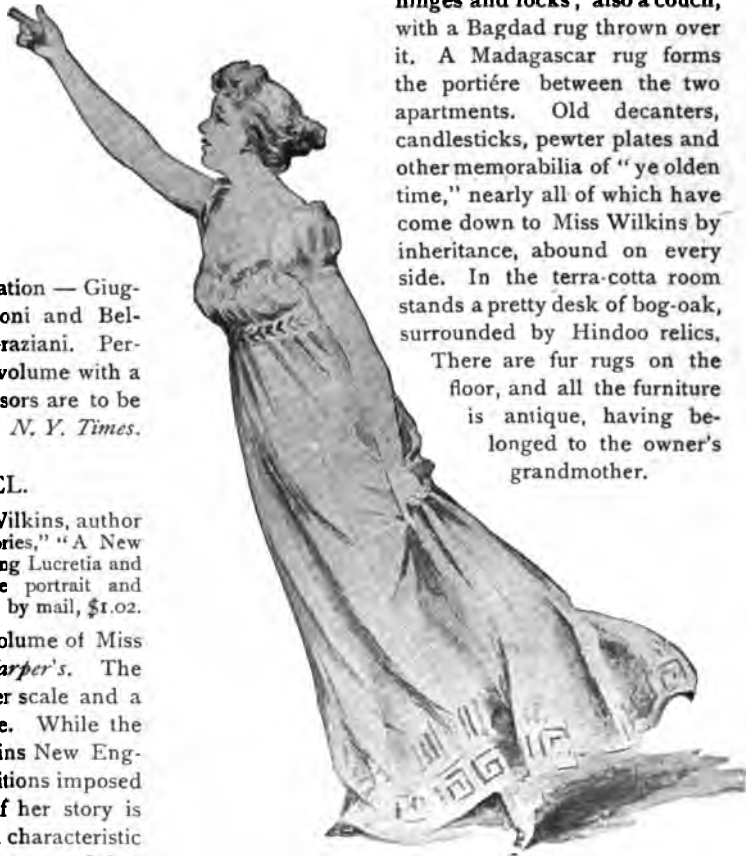 ation — Giug-
oni and Bel-
raziani. Per-
volume with a
sors are to be
N. Y. Times.
EL.
Wilkins, author
ries," "A New
ng Lucretia and
e portrait and
by mail, $1.02.
olume of Miss
arper's. The
er scale and a
e. While the
ins New Eng-
itions imposed
f her story is
characteristic
hinges and locks; also a couch,
with a Bagdad rug thrown over
it. A Madagascar rug forms
the portiére between the two
apartments. Old decanters,
candlesticks, pewter plates and
other memorabilia of "ye olden
time," nearly all of which have
come down to Miss Wilkins by
inheritance, abound on every
side. In the terra-cotta room
stands a pretty desk of bog-oak,
surrounded by Hindoo relics.
There are fur rugs on the
floor, and all the furniture
is antique, having be-
longed to the owner's
grandmother.